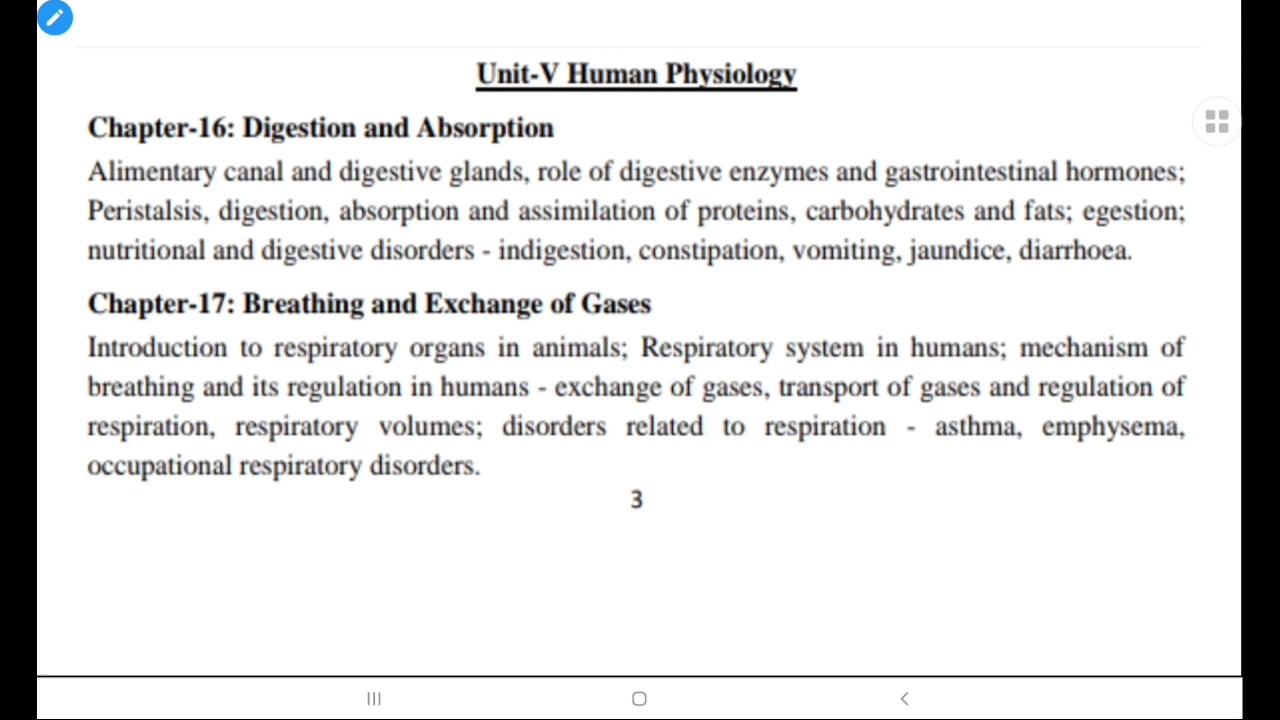 Unit-V Human Physiology
Chapter-16: Digestion and Absorption
Alimentary canal and digestive glands, role of digestive enzymes and gastrointestinal hormones;
Peristalsis, digestion, absorption and assimilation of proteins, carbohydrates and fats; egestion;
nutritional and digestive disorders - indigestion, constipation, vomiting, jaundice, diarrhoea.
Chapter-17: Breathing and Exchange of Gases
Introduction to respiratory organs in animals; Respiratory system in humans; mechanism of
breathing and its regulation in humans - exchange of gases, transport of gases and regulation of
respiration, respiratory volumes; disorders related to respiration - asthma, emphysema,
occupational respiratory disorders.
3